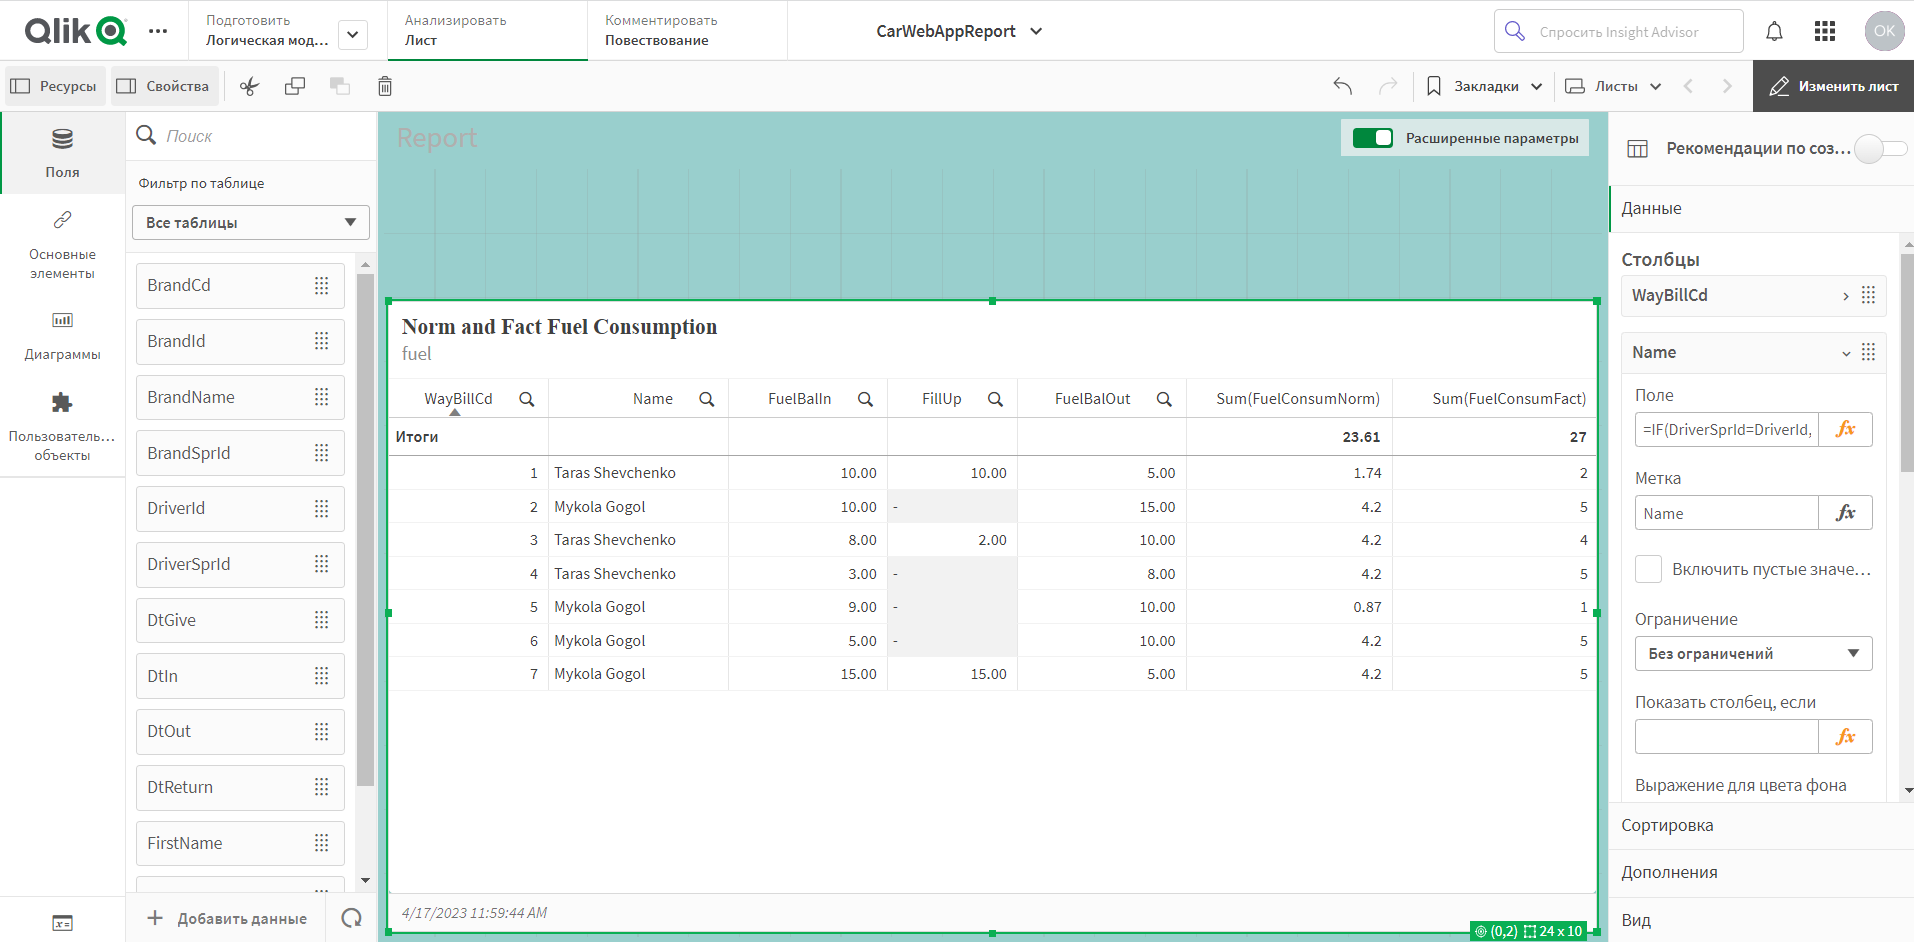 Qlik
Подготовить
Логическая мод...
Анализировать
Лист
Комментировать
Повествование
CarWebAppReport
Спросить Insight Advisor
OK
Ресурсы
Свойства
Закладки
Листы
Изменить лист
Поля
Основные
элементы
Диаграммы
Пользователь...
объекты
Поиск
Фильтр по таблице
Все таблицы
BrandCd
BrandId
BrandName
BrandSprId
DriverId
DriverSprId
DtGive
DtIn
DtOut
DtReturn
FirstName
Добавить данные
Report
Расширенные параметры
Norm and Fact Fuel Consumption
fuel
WayBillCd Name FuelBalIn FillUp FuelBalOut Sum(FuelConsumNorm) Sum(FuelConsumFact)
Итоги 23.61 27
1 Taras Shevchenko 10.00 10.00 5.00 1.74 2
2 Mykola Gogol 10.00 - 15.00 4.2 5
3 Taras Shevchenko 8.00 2.00 10.00 4.2 4
4 Taras Shevchenko 3.00 - 8.00 4.2 5
5 Mykola Gogol 9.00 - 10.00 0.87 1
6 Mykola Gogol 5.00 - 10.00 4.2 5
7 Mykola Gogol 15.00 15.00 5.00 4.2 5
4/17/2023 11:59:44 AM
(0,2) 24 x 10
Рекомендации по соз...
Данные
Столбцы
WayBillCd
Name
Поле
=IF(DriverSprId=DriverId, fx
Метка
Name fx
Включить пустые значе...
Ограничение
Без ограничений
Показать столбец, если
fx
Выражение для цвета фона
Сортировка
Дополнения
Вид